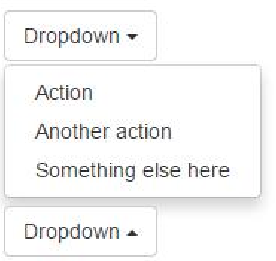 Dropdown
Action
Another action
Something else here
Dropdown